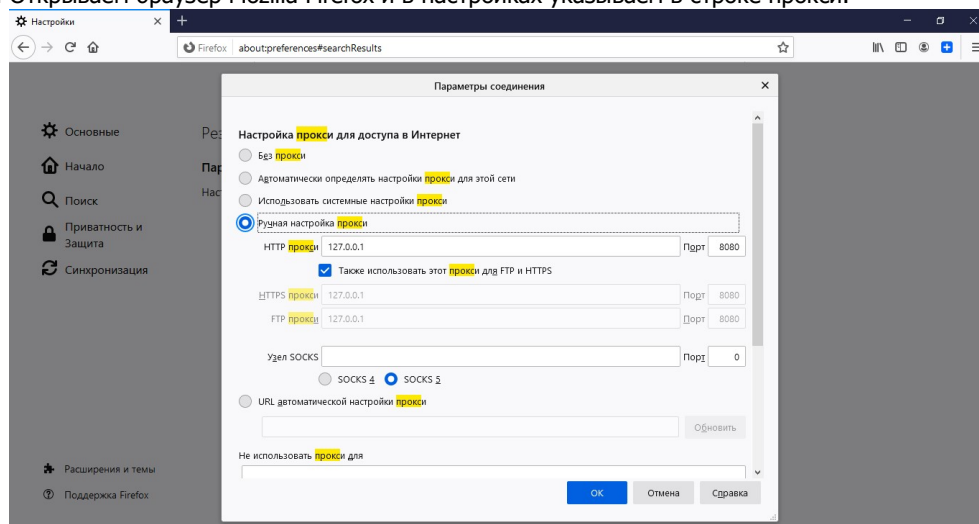 Открываем браузер Mozilla Firefox и в настройках указываем в строке прокси:
Настройки
Firefox about:preferences#searchResults
Параметры соединения
Основные
Начало
Поиск
Приватность и
Защита
Синхронизация
Расширения и темы
Поддержка Firefox
Рез
Пар
Нас
Настройка прокси для доступа в Интернет
Без прокси
Автоматически определять настройки прокси для этой сети
Использовать системные настройки прокси
Ручная настройка прокси
HTTP прокси 127.0.0.1 Порт 8080
Также использовать этот прокси для FTP и HTTPS
HTTPS прокси 127.0.0.1 Порт 8080
FTP прокси 127.0.0.1 Порт 8080
Узел SOCKS Порт 0
SOCKS 4 SOCKS 5
URL автоматической настройки прокси
Обновить
Не использовать прокси для
ОК Отмена Справка